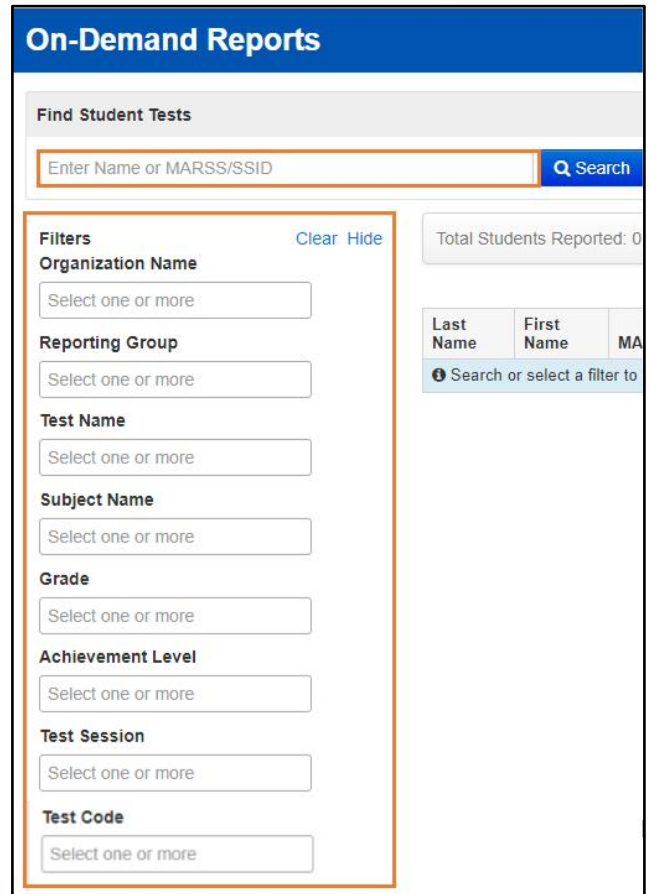 On-Demand Reports
Find Student Tests
Enter Name or MARSS/SSID
Search
Filters
Clear Hide
Organization Name
Select one or more
Reporting Group
Select one or more
Test Name
Select one or more
Subject Name
Select one or more
Grade
Select one or more
Achievement Level
Select one or more
Test Session
Select one or more
Test Code
Select one or more
Total Students Reported: 0
Last Name
First Name
MA
Search or select a filter to